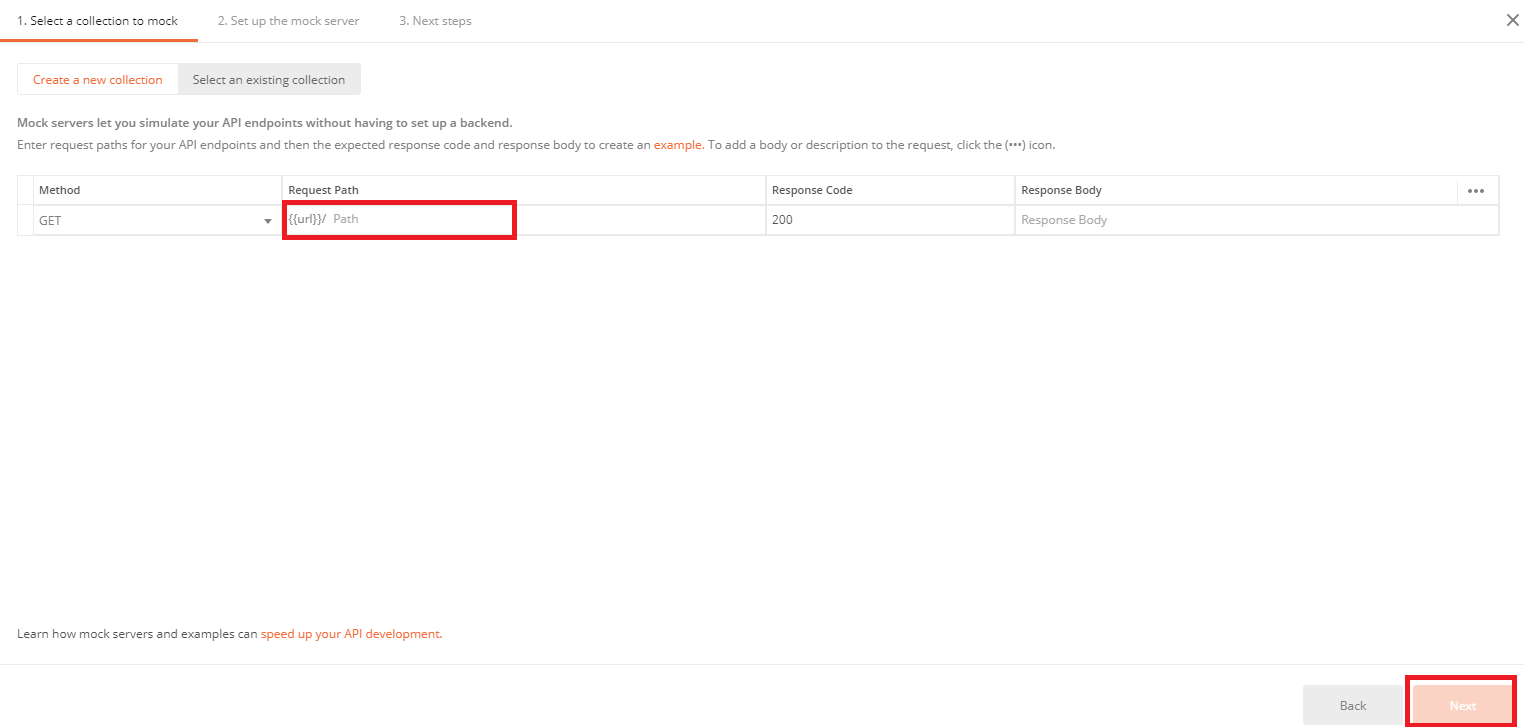 1. Select a collection to mock 2. Set up the mock server 3. Next steps
Create a new collection Select an existing collection
Mock servers let you simulate your API endpoints without having to set up a backend.
Enter request paths for your API endpoints and then the expected response code and response body to create an example. To add a body or description to the request, click the (•••) icon.
Method Request Path Response Code Response Body •••
GET {{url}}/ Path 200 Response Body
Learn how mock servers and examples can speed up your API development.
Back Next